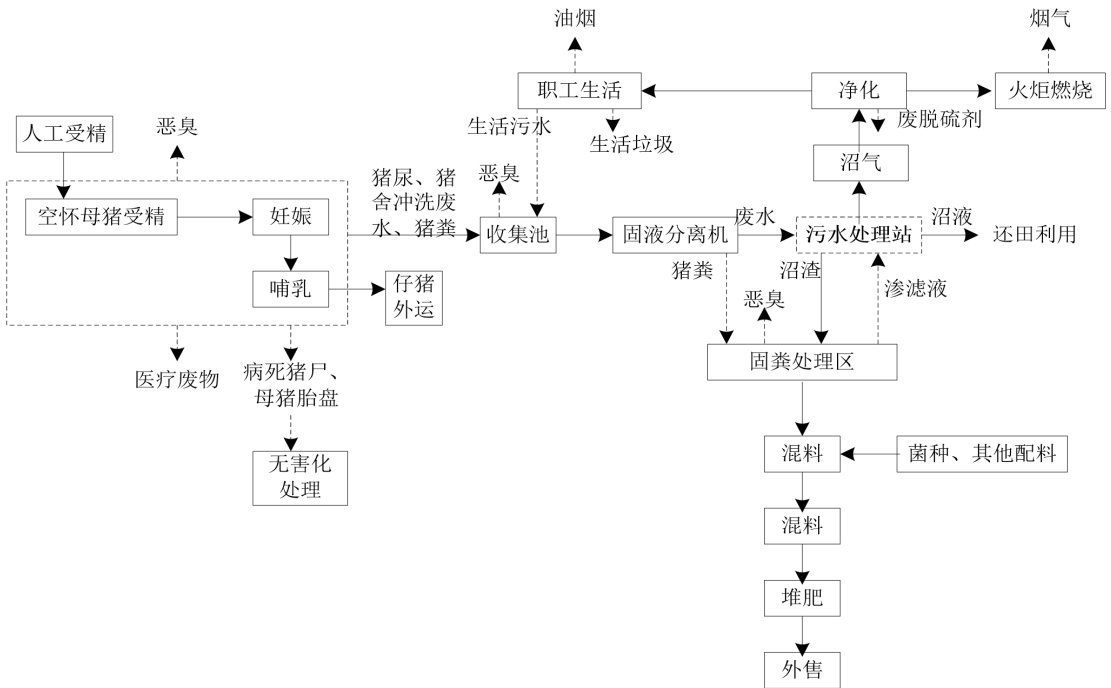 油烟
烟气
职工生活
净化
火炬燃烧
人工受精
恶臭
生活污水
生活垃圾
废脱硫剂
沼气
猪尿、猪
舍冲洗废
水、猪粪
恶臭
空怀母猪受精
妊娠
收集池
固液分离机
废水
污水处理站
沼液
还田利用
猪粪
沼渣
渗滤液
哺乳
仔猪
外运
恶臭
固粪处理区
医疗废物
病死猪尸、
母猪胎盘
无害化
处理
混料
菌种、其他配料
混料
堆肥
外售